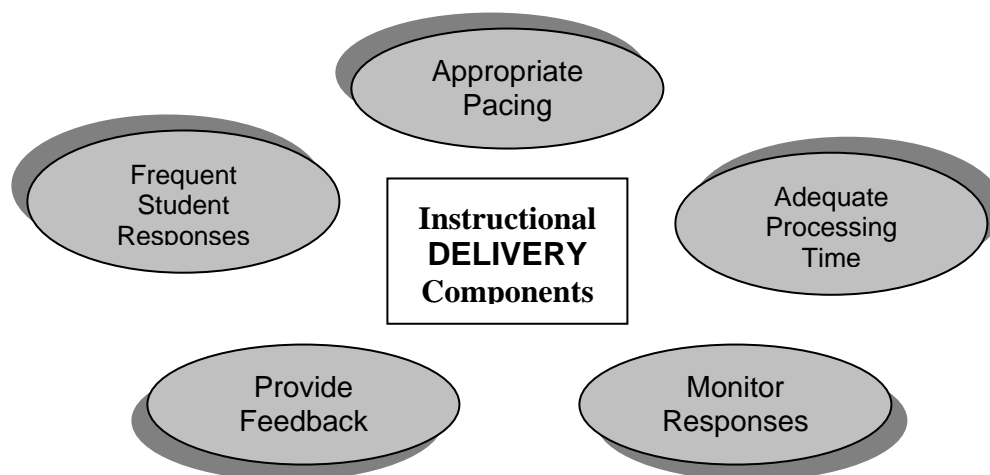 Appropriate
Pacing
Frequent
Student
Responses
Instructional
DELIVERY
Components
Adequate
Processing
Time
Provide
Feedback
Monitor
Responses